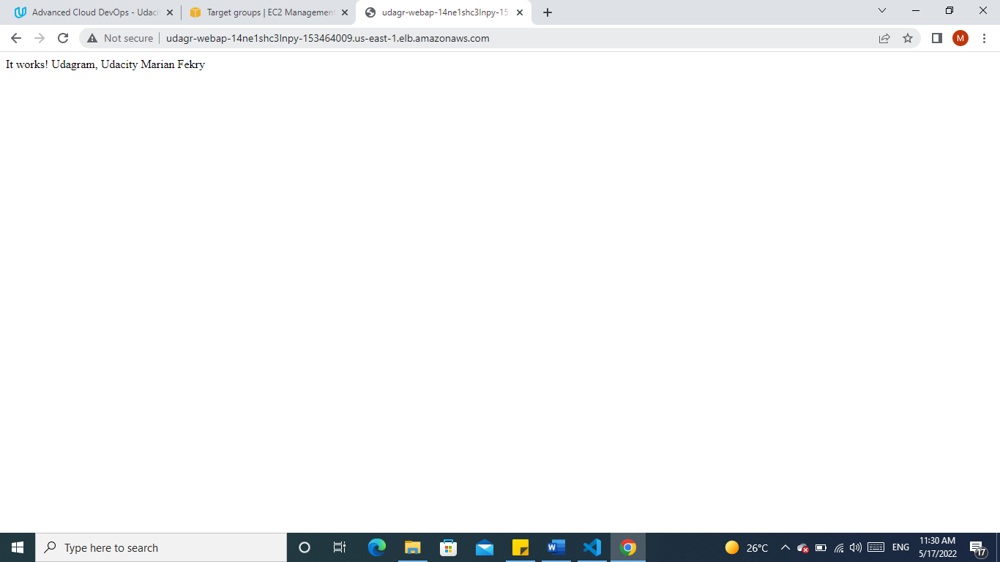 Advanced Cloud DevOps - Udaci
Target groups | EC2 Management
udagr-webap-14ne1shc3lnpy-15
Not secure
udagr-webap-14ne1shc3lnpy-153464009.us-east-1.elb.amazonaws.com
M
It works! Udagram, Udacity Marian Fekry
Type here to search
26°C
ENG
11:30 AM
5/17/2022
17